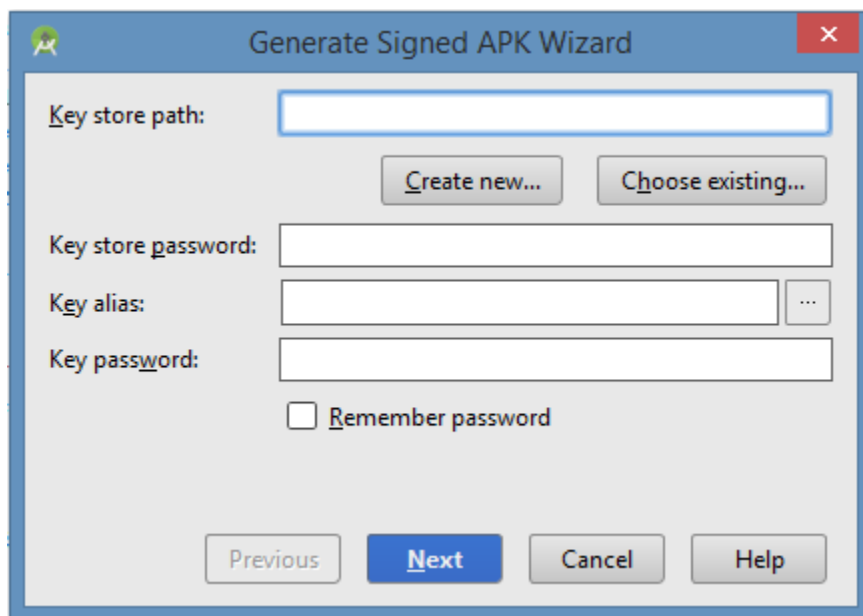 Generate Signed APK Wizard
Key store path:
Create new... Choose existing...
Key store password:
Key alias: ...
Key password:
Remember password
Previous Next Cancel Help